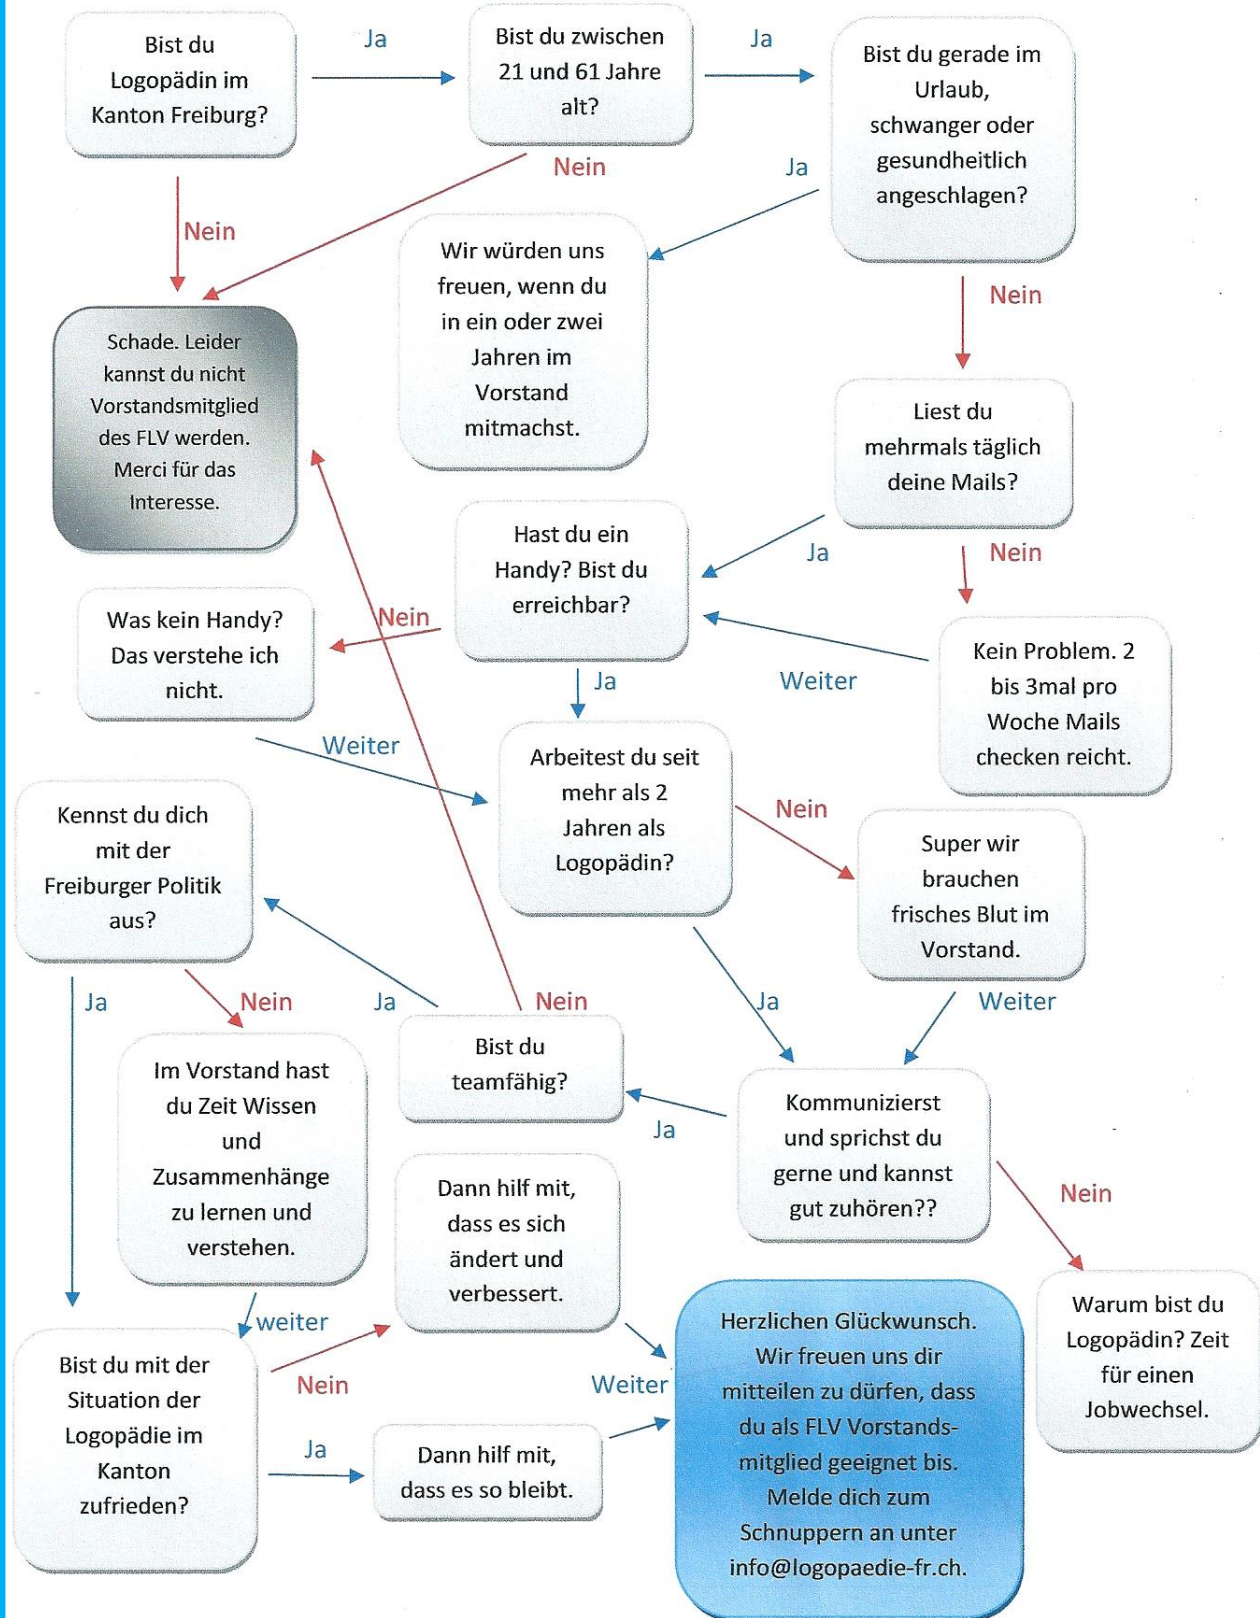 Bist du
Logopädin im
Kanton Freiburg?
Ja
Bist du zwischen
21 und 61 Jahre
alt?
Ja
Bist du gerade im
Urlaub,
schwanger oder
gesundheitlich
angeschlagen?
Nein
Nein
Ja
Nein
Wir würden uns
freuen, wenn du
in ein oder zwei
Jahren im
Vorstand
mitmachst.
Schade. Leider
kannst du nicht
Vorstandsmitglied
des FLV werden.
Merci für das
Interesse.
Liest du
mehrmals täglich
deine Mails?
Ja
Nein
Hast du ein
Handy? Bist du
erreichbar?
Nein
Ja
Weiter
Kein Problem. 2
bis 3mal pro
Woche Mails
checken reicht.
Was kein Handy?
Das verstehe ich
nicht.
Weiter
Arbeitest du seit
mehr als 2
Jahren als
Logopädin?
Nein
Ja
Super wir
brauchen
frisches Blut im
Vorstand.
Weiter
Kennst du dich
mit der
Freiburger Politik
aus?
Ja
Nein
Ja
Nein
Bist du
teamfähig?
Ja
Kommunizierst
und sprichst du
gerne und kannst
gut zuhören??
Nein
Im Vorstand hast
du Zeit Wissen
und
Zusammenhänge
zu lernen und
verstehen.
weiter
Dann hilf mit,
dass es sich
ändert und
verbessert.
Weiter
Warum bist du
Logopädin? Zeit
für einen
Jobwechsel.
Bist du mit der
Situation der
Logopädie im
Kanton
zufrieden?
Nein
Ja
Dann hilf mit,
dass es so bleibt.
Herzlichen Glückwunsch.
Wir freuen uns dir
mitteilen zu dürfen, dass
du als FLV Vorstands-
mitglied geeignet bis.
Melde dich zum
Schnuppern an unter
info@logopaedie-fr.ch.